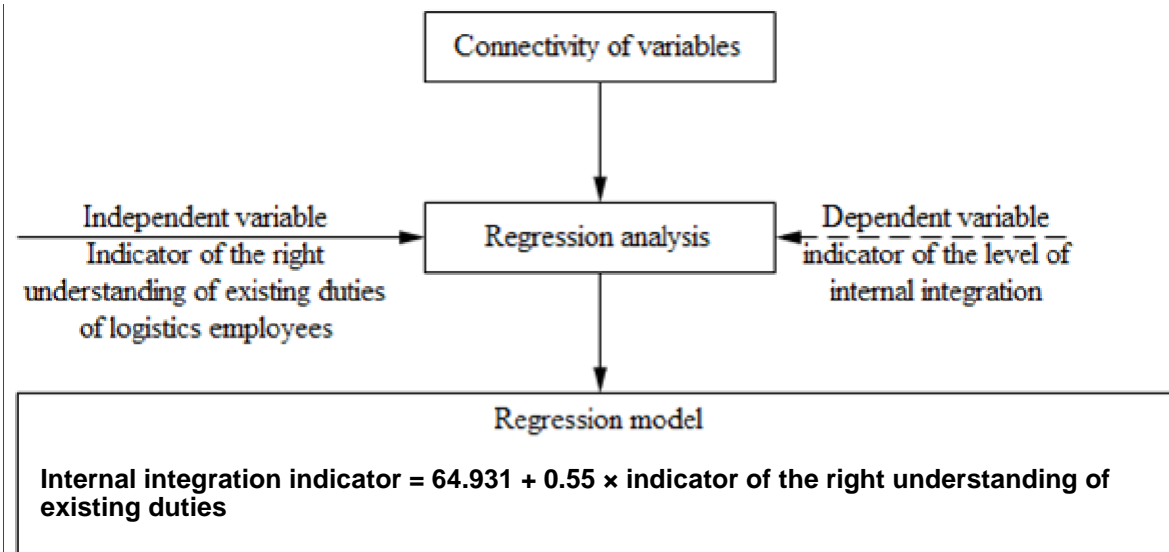 Connectivity of variables
Independent variable
Indicator of the right
understanding of existing duties
of logistics employees
Regression analysis
Dependent variable
indicator of the level of
internal integration
Regression model
Internal integration indicator = 64.931 + 0.55 × indicator of the right understanding of
existing duties